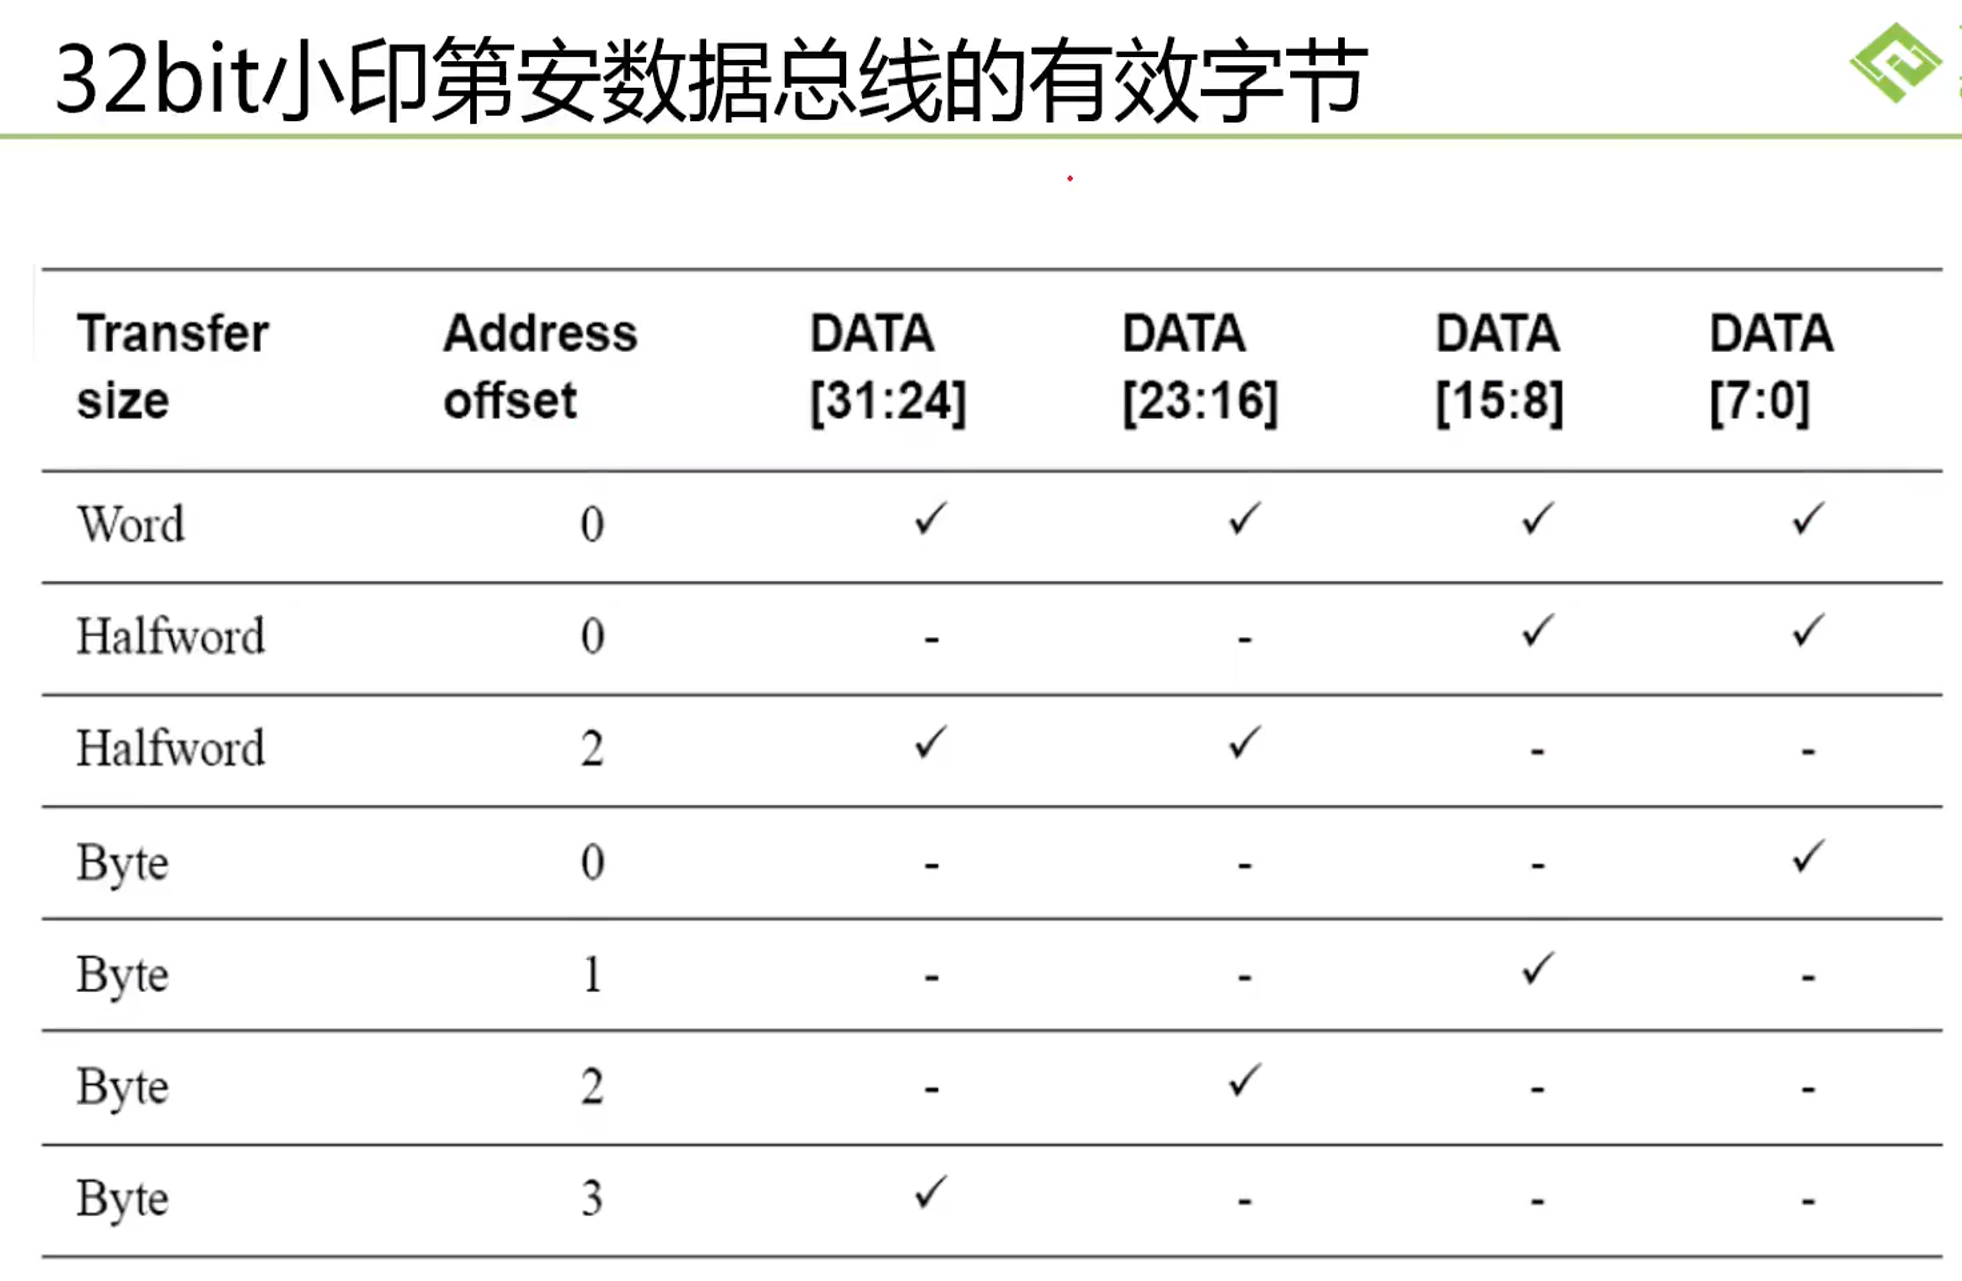 32bit小印第安数据总线的有效字节
Transfer size Address offset DATA [31:24] DATA [23:16] DATA [15:8] DATA [7:0]
Word 0 ✓ ✓ ✓ ✓
Halfword 0 - - ✓ ✓
Halfword 2 ✓ ✓ - -
Byte 0 - - - ✓
Byte 1 - - ✓ -
Byte 2 - ✓ - -
Byte 3 ✓ - - -